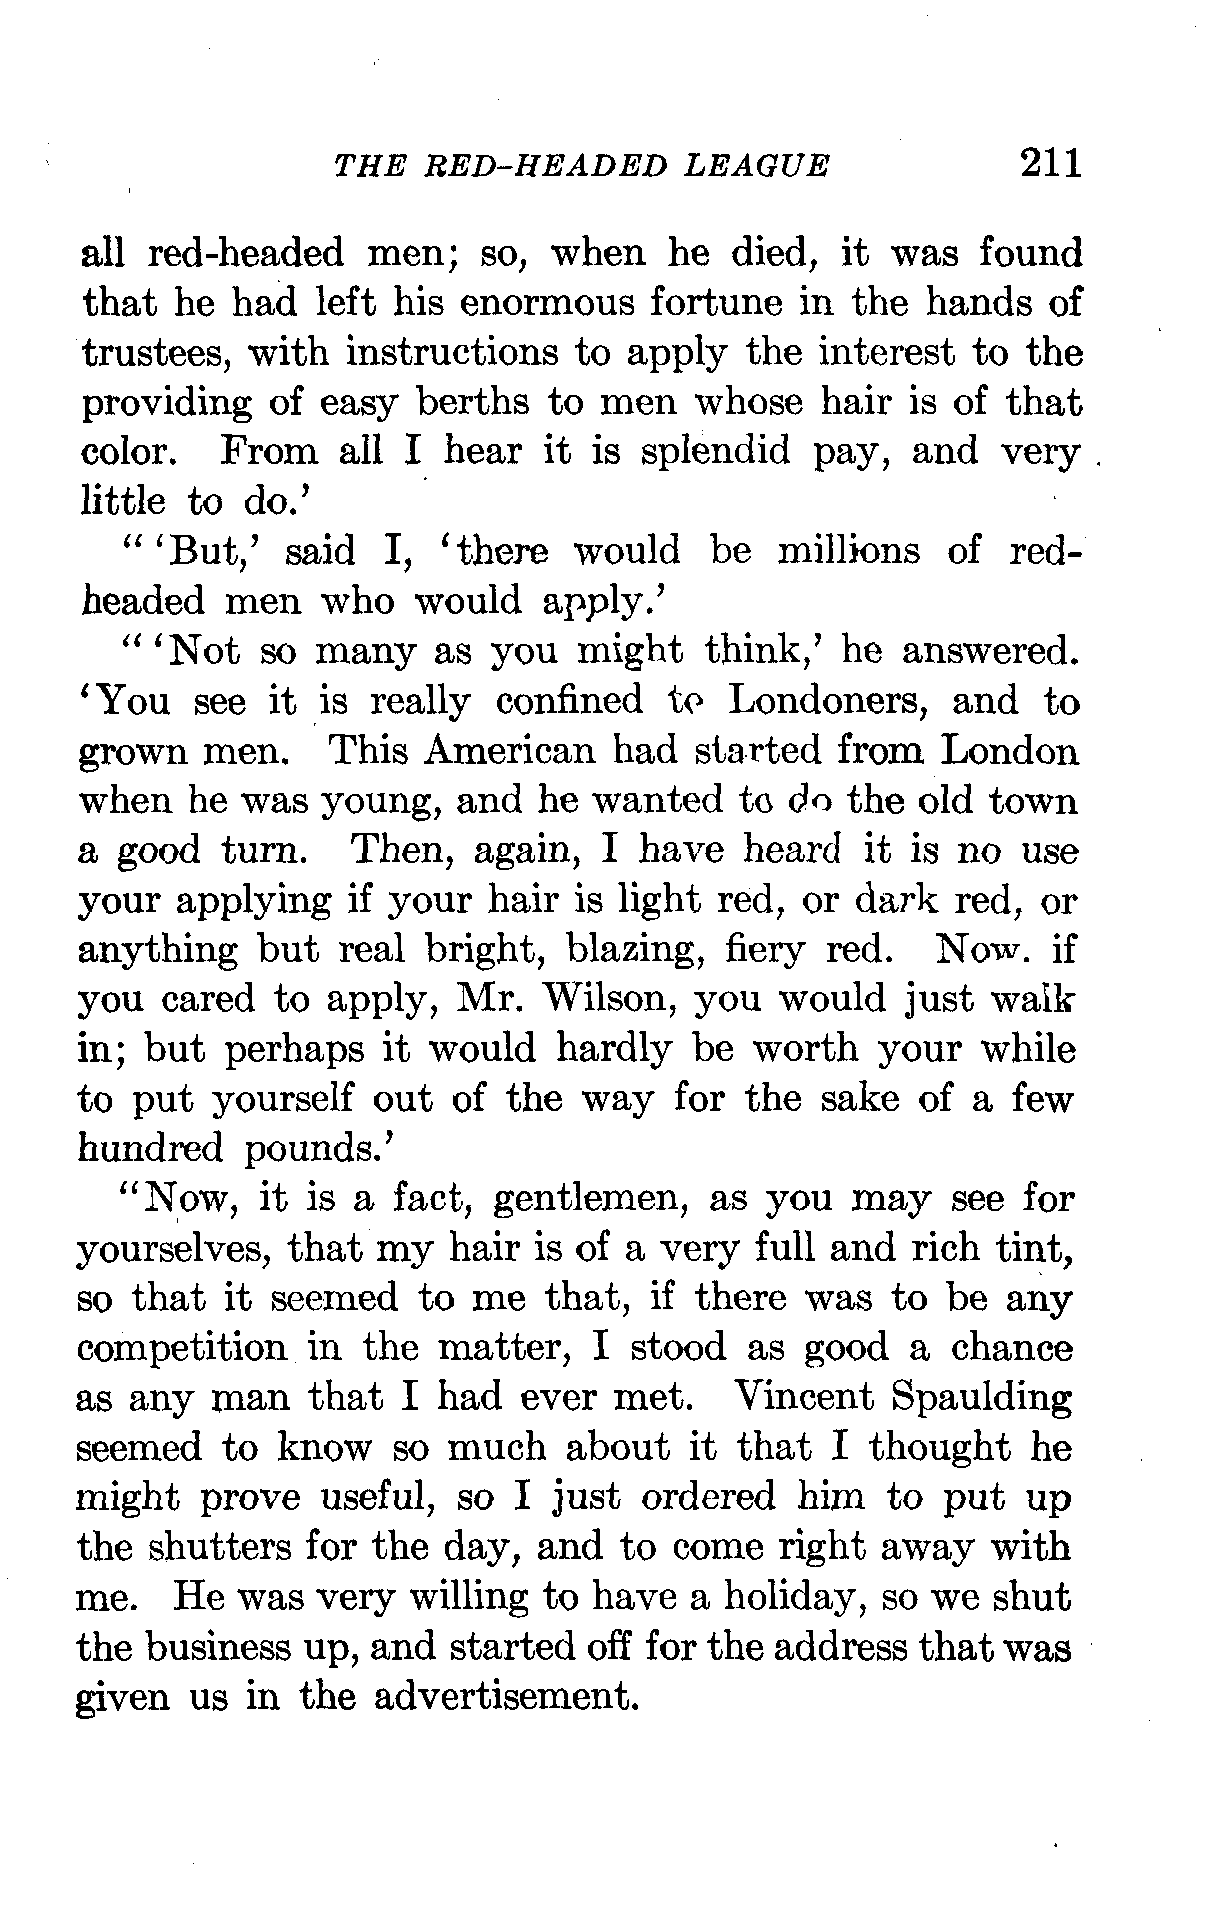 THE RED-HEADED LEAGUE 211
all red-headed men; so, when he died, it was found
that he had left his enormous fortune in the hands of
trustees, with instructions to apply the interest to the
providing of easy berths to men whose hair is of that
color. From all I hear it is splendid pay, and very
little to do.’
“ ‘But,’ said I, ‘there would be millions of red-
headed men who would apply.’
“ ‘Not so many as you might think,’ he answered.
‘You see it is really confined to Londoners, and to
grown men. This American had started from London
when he was young, and he wanted to do the old town
a good turn. Then, again, I have heard it is no use
your applying if your hair is light red, or dark red, or
anything but real bright, blazing, fiery red. Now. if
you cared to apply, Mr. Wilson, you would just walk
in; but perhaps it would hardly be worth your while
to put yourself out of the way for the sake of a few
hundred pounds.’
“Now, it is a fact, gentlemen, as you may see for
yourselves, that my hair is of a very full and rich tint,
so that it seemed to me that, if there was to be any
competition in the matter, I stood as good a chance
as any man that I had ever met. Vincent Spaulding
seemed to know so much about it that I thought he
might prove useful, so I just ordered him to put up
the shutters for the day, and to come right away with
me. He was very willing to have a holiday, so we shut
the business up, and started off for the address that was
given us in the advertisement.